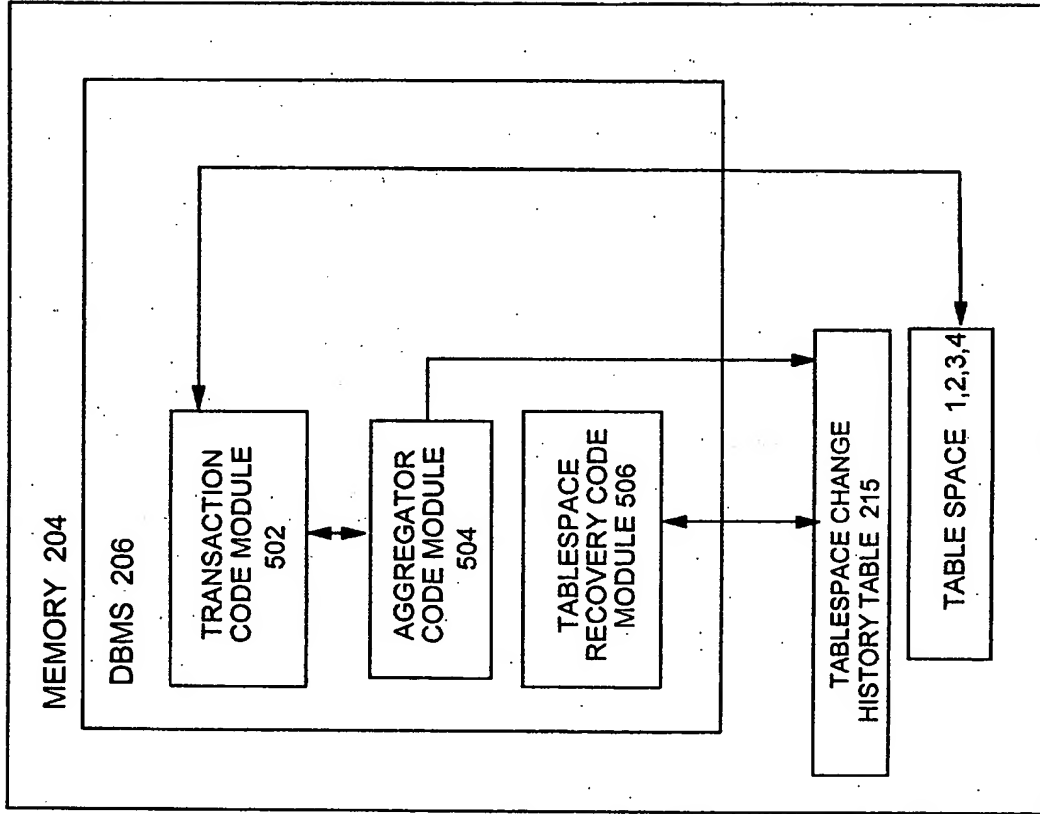 MEMORY 204
DBMS 206
TRANSACTION
CODE MODULE
502
AGGREGATOR
CODE MODULE
504
TABLESPACE
RECOVERY CODE
MODULE 506
TABLESPACE CHANGE
HISTORY TABLE 215
TABLE SPACE 1,2,3,4